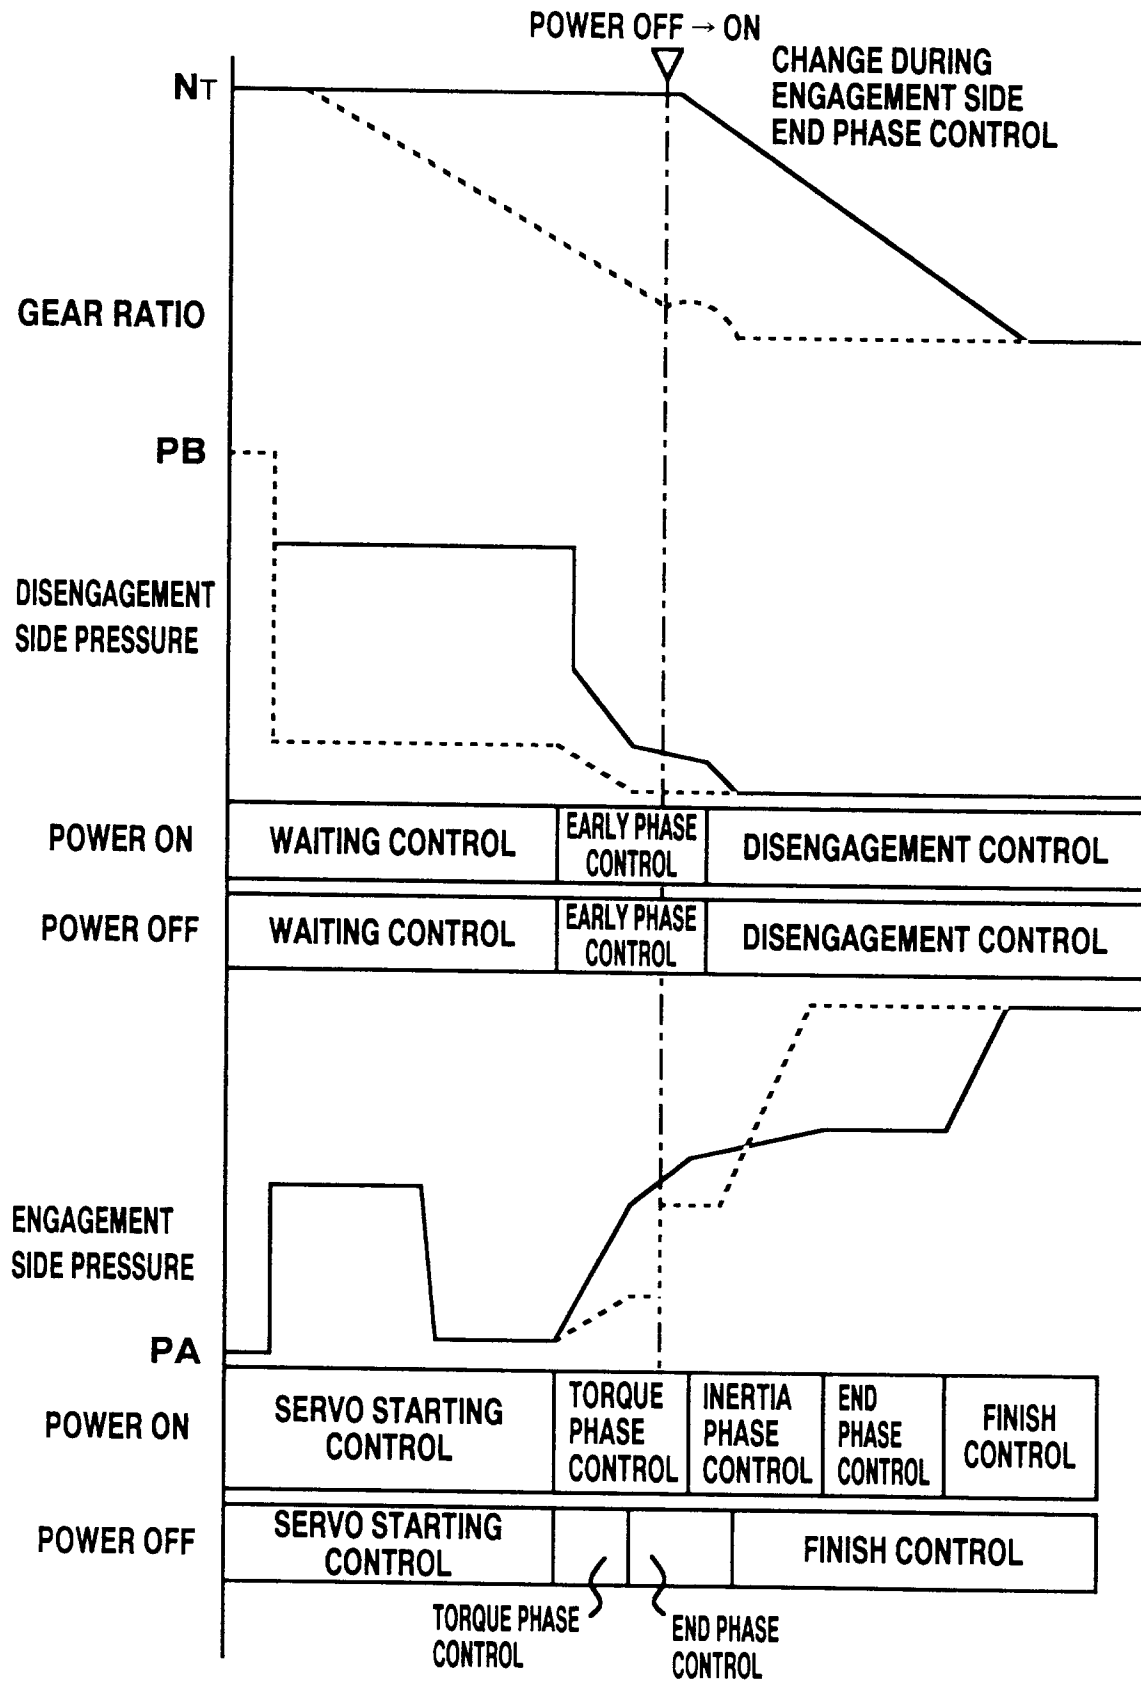 POWER OFF → ON
CHANGE DURING
ENGAGEMENT SIDE
END PHASE CONTROL
NT
GEAR RATIO
PB
DISENGAGEMENT
SIDE PRESSURE
POWER ON
WAITING CONTROL
EARLY PHASE
CONTROL
DISENGAGEMENT CONTROL
POWER OFF
WAITING CONTROL
EARLY PHASE
CONTROL
DISENGAGEMENT CONTROL
ENGAGEMENT
SIDE PRESSURE
PA
POWER ON
SERVO STARTING
CONTROL
TORQUE
PHASE
CONTROL
INERTIA
PHASE
CONTROL
END
PHASE
CONTROL
FINISH
CONTROL
POWER OFF
SERVO STARTING
CONTROL
FINISH CONTROL
TORQUE PHASE
CONTROL
END PHASE
CONTROL